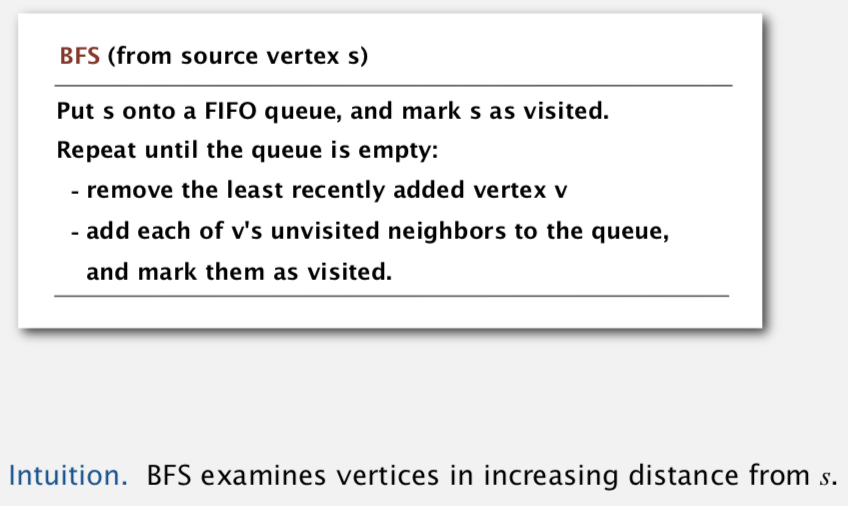 BFS (from source vertex s)
Put s onto a FIFO queue, and mark s as visited.
Repeat until the queue is empty:
- remove the least recently added vertex v
- add each of v's unvisited neighbors to the queue,
and mark them as visited.
Intuition. BFS examines vertices in increasing distance from s.